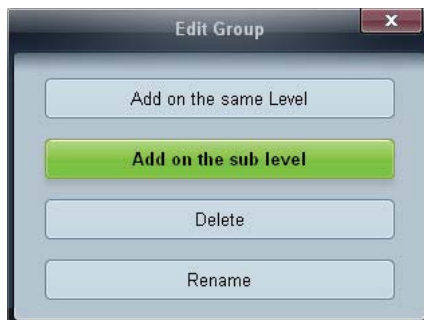 Edit Group
x
Add on the same Level
Add on the sub level
Delete
Rename